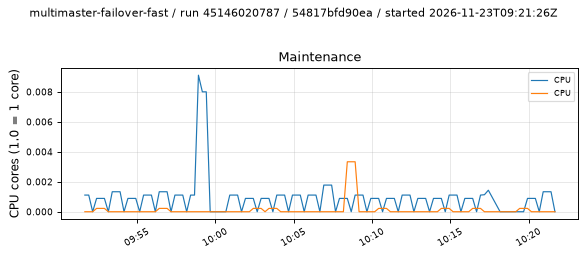 multimaster-failover-fast / run 45146020787 / 54817bfd90ea / started 2026-11-23T09:21:26Z
Maintenance
CPU cores (1.0 = 1 core)
0.008
0.006
0.004
0.002
0.000
CPU
CPU
09:55
10:00
10:05
10:10
10:15
10:20